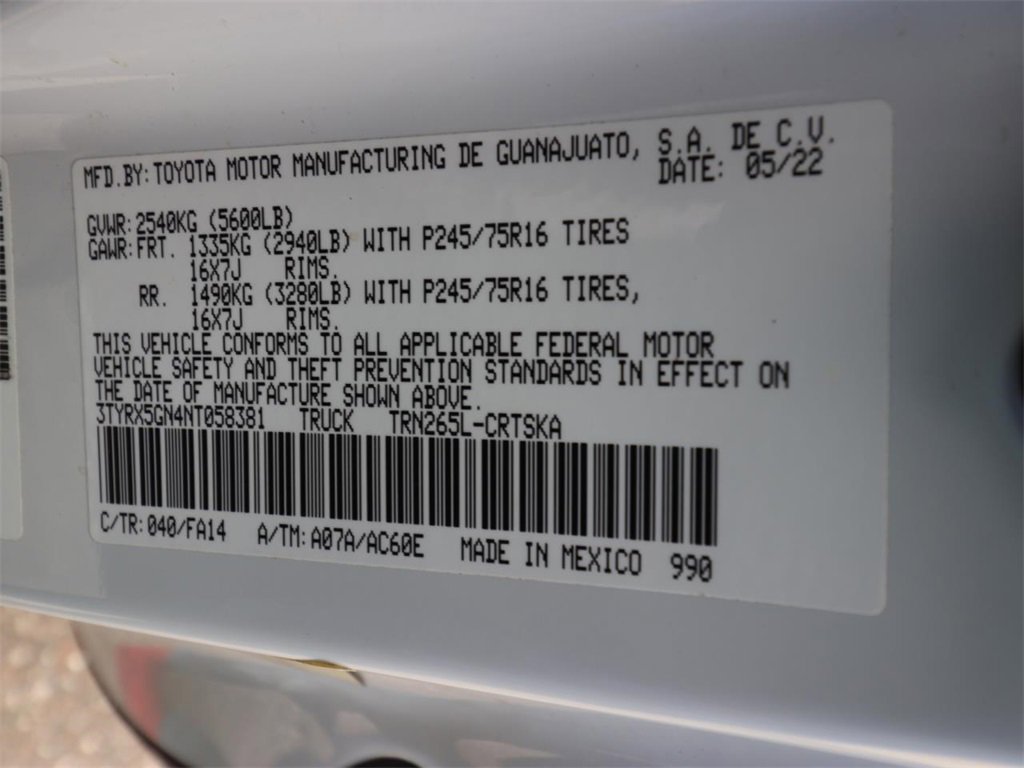 MFD.BY: TOYOTA MOTOR MANUFACTURING DE GUANAJUATO, S.A. DE C.V.
DATE: 05/22
GVWR: 2540KG (5600LB)
GAWR: FRT. 1335KG (2940LB) WITH P245/75R16 TIRES
16X7J RIMS.
RR. 1490KG (3280LB) WITH P245/75R16 TIRES,
16X7J RIMS.
THIS VEHICLE CONFORMS TO ALL APPLICABLE FEDERAL MOTOR
VEHICLE SAFETY AND THEFT PREVENTION STANDARDS IN EFFECT ON
THE DATE OF MANUFACTURE SHOWN ABOVE.
3TYRX5GN4NT058381 TRUCK TRN265L-CRTSKA
C/TR: 040/FA14 A/TM: A07A/AC60E MADE IN MEXICO 990